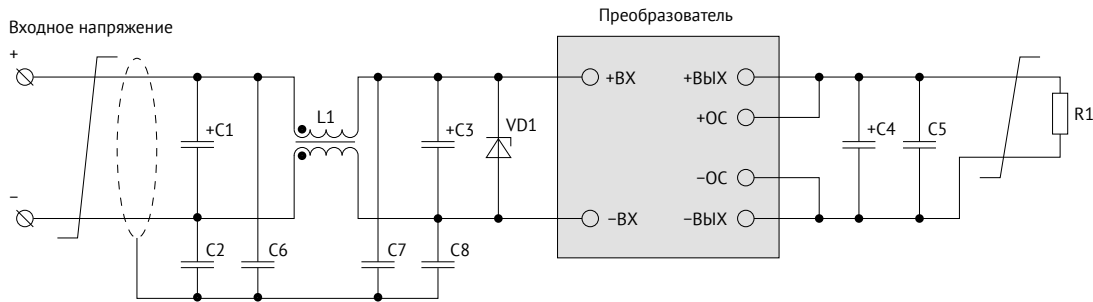 Преобразователь
Входное напряжение
+
+ВХ
+ВЫХ
L1
+C1
+C3
VD1
+ОС
+C4
C5
R1
−ОС
−
−ВХ
−ВЫХ
C2
C6
C7
C8